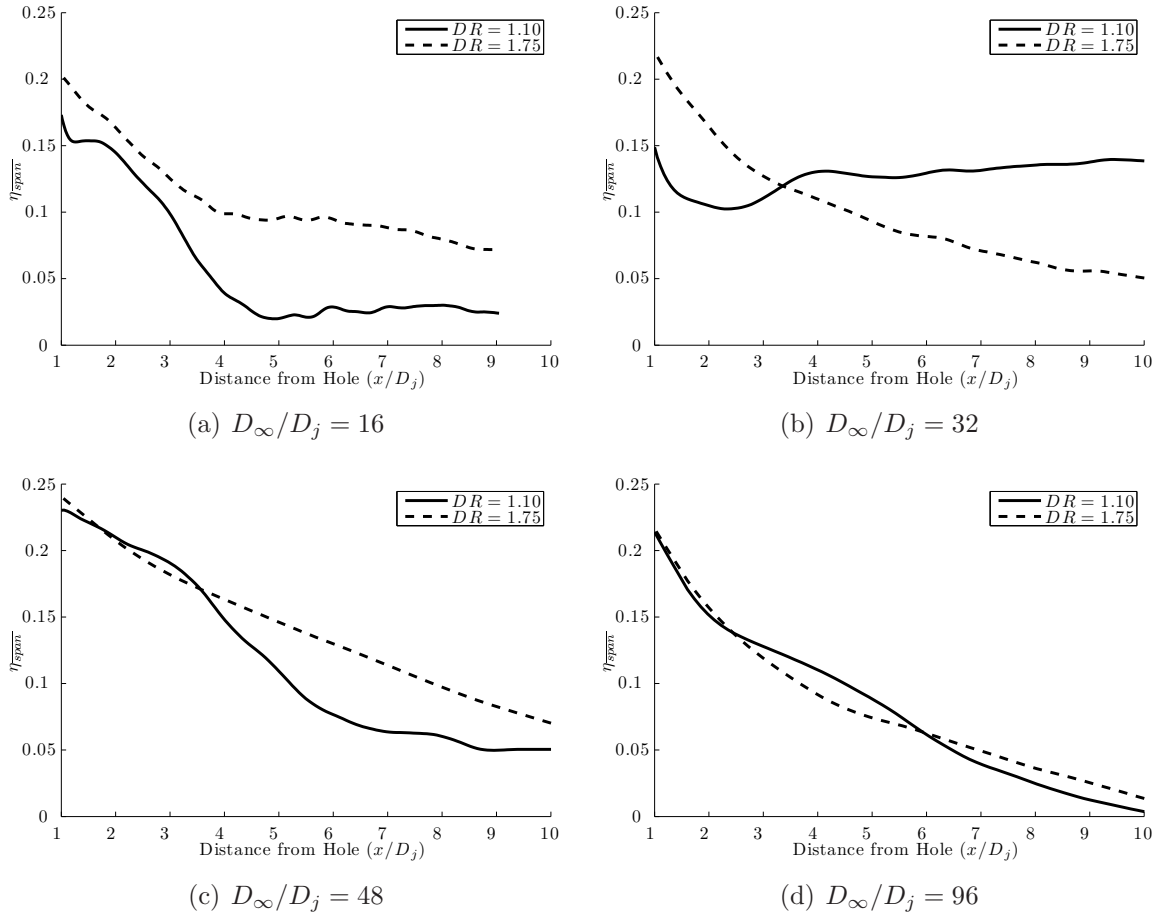 0.25
0.2
0.15
0.1
0.05
0
1 2 3 4 5 6 7 8 9 10
η̅s̅p̅a̅n̅
Distance from Hole (x/D_j)
DR = 1.10
DR = 1.75
(a) D_∞/D_j = 16
0.25
0.2
0.15
0.1
0.05
0
1 2 3 4 5 6 7 8 9 10
η̅s̅p̅a̅n̅
Distance from Hole (x/D_j)
DR = 1.10
DR = 1.75
(b) D_∞/D_j = 32
0.25
0.2
0.15
0.1
0.05
0
1 2 3 4 5 6 7 8 9 10
η̅s̅p̅a̅n̅
Distance from Hole (x/D_j)
DR = 1.10
DR = 1.75
(c) D_∞/D_j = 48
0.25
0.2
0.15
0.1
0.05
0
1 2 3 4 5 6 7 8 9 10
η̅s̅p̅a̅n̅
Distance from Hole (x/D_j)
DR = 1.10
DR = 1.75
(d) D_∞/D_j = 96